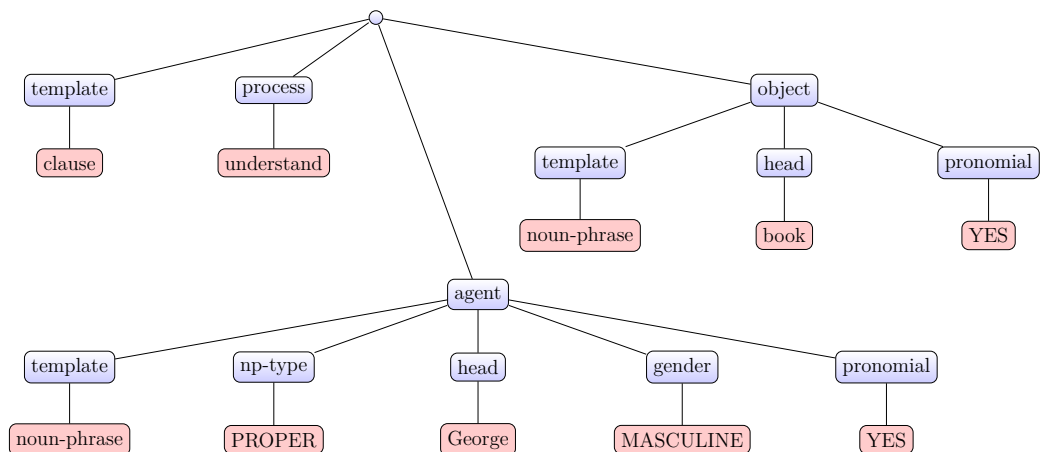 template process object
clause understand template head pronomial
noun-phrase book YES
agent
template np-type head gender pronomial
noun-phrase PROPER George MASCULINE YES